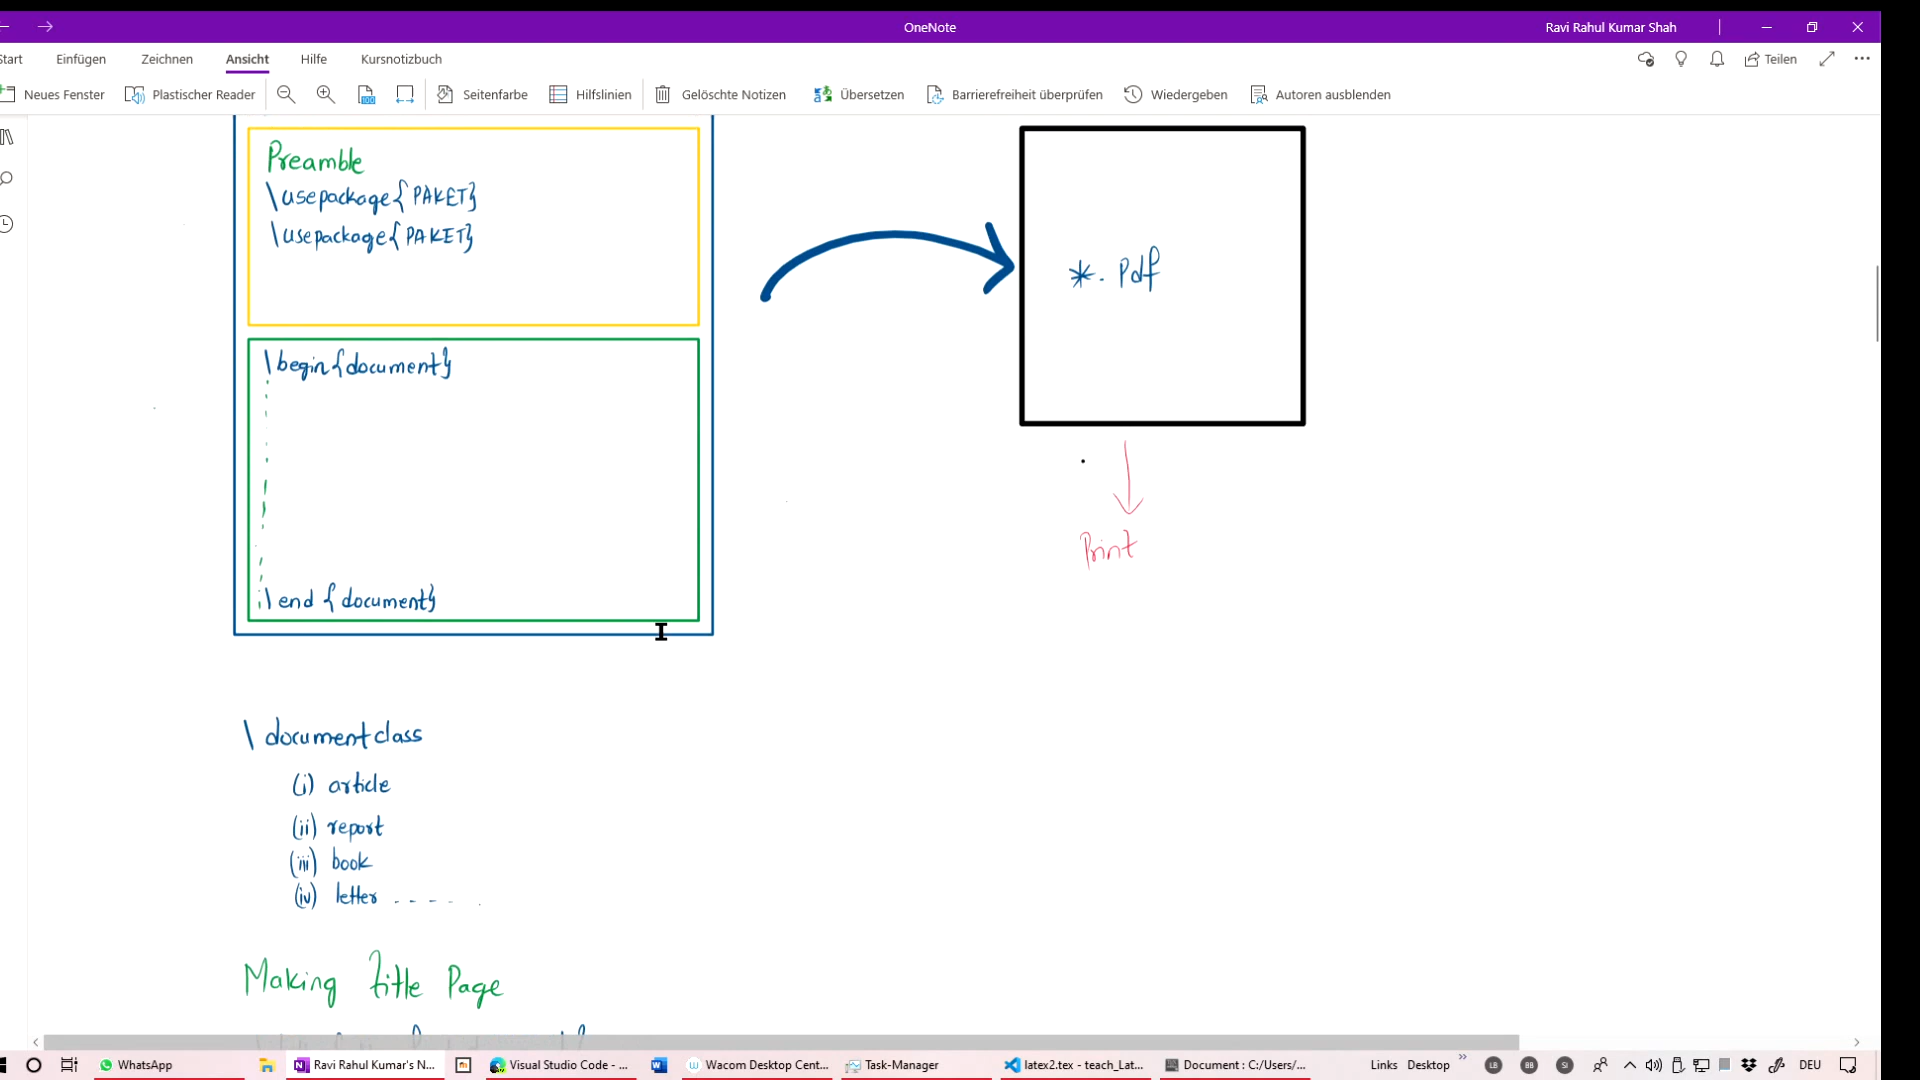 OneNote
Ravi Rahul Kumar Shah
Start Einfügen Zeichnen Ansicht Hilfe Kursnotizbuch
Teilen
Neues Fenster Plastischer Reader Seitenfarbe Hilfslinien Gelöschte Notizen Übersetzen Barrierefreiheit überprüfen Wiedergeben Autoren ausblenden
Preamble
\usepackage{PAKET}
\usepackage{PAKET}
*.Pdf
\begin{document}
\end{document}
Print
\documentclass
(i) article
(ii) report
(iii) book
(iv) letter -----
Making Title Page
WhatsApp Ravi Rahul Kumar's N... Visual Studio Code - ... Wacom Desktop Cent... Task-Manager latex2.tex - teach_Lat... Document : C:/Users/... Links Desktop » LB BB SI DEU